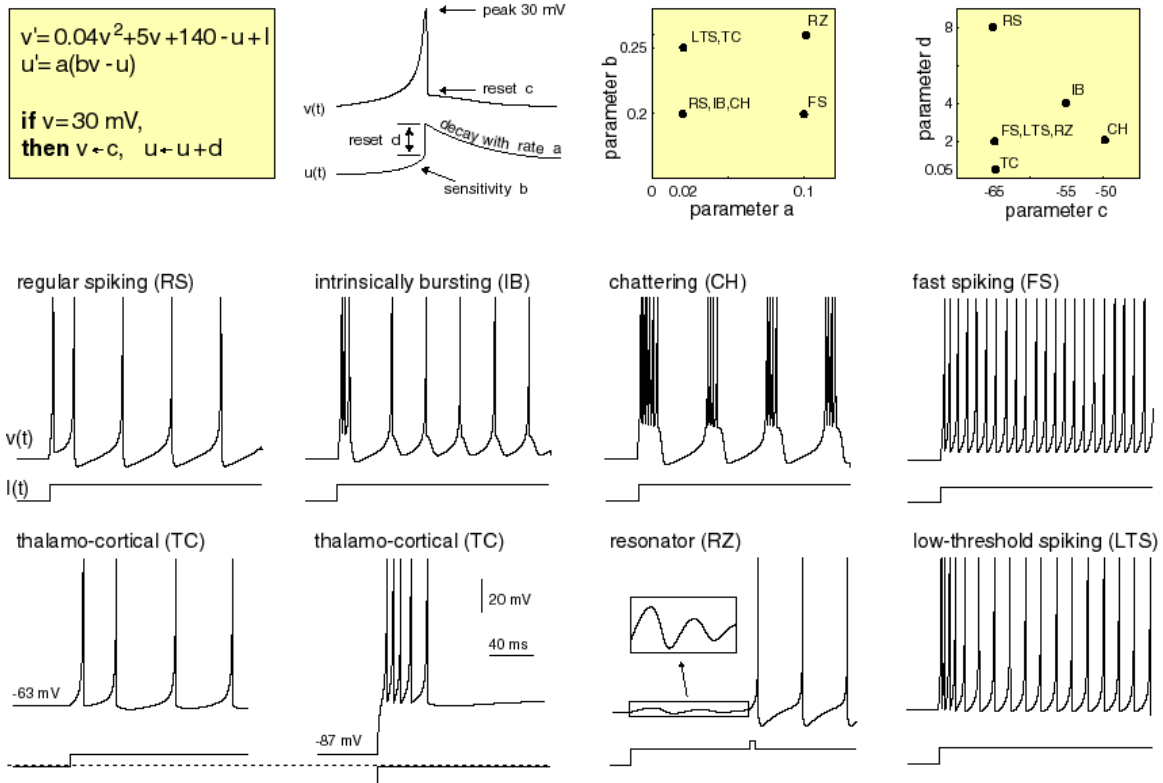 v'= 0.04v²+5v+140 - u+I
u'= a(bv - u)
if v= 30 mV,
then v←c, u←u+d
peak 30 mV
reset c
v(t)
reset d
decay with rate a
u(t)
sensitivity b
RZ
LTS,TC
0.25
RS,IB,CH
FS
0.2
parameter b
0
0.02
0.1
parameter a
8
RS
IB
4
FS,LTS,RZ
CH
2
TC
0.05
parameter d
-65
-55
-50
parameter c
regular spiking (RS)
intrinsically bursting (IB)
chattering (CH)
fast spiking (FS)
v(t)
I(t)
thalamo-cortical (TC)
thalamo-cortical (TC)
resonator (RZ)
low-threshold spiking (LTS)
20 mV
40 ms
-63 mV
-87 mV